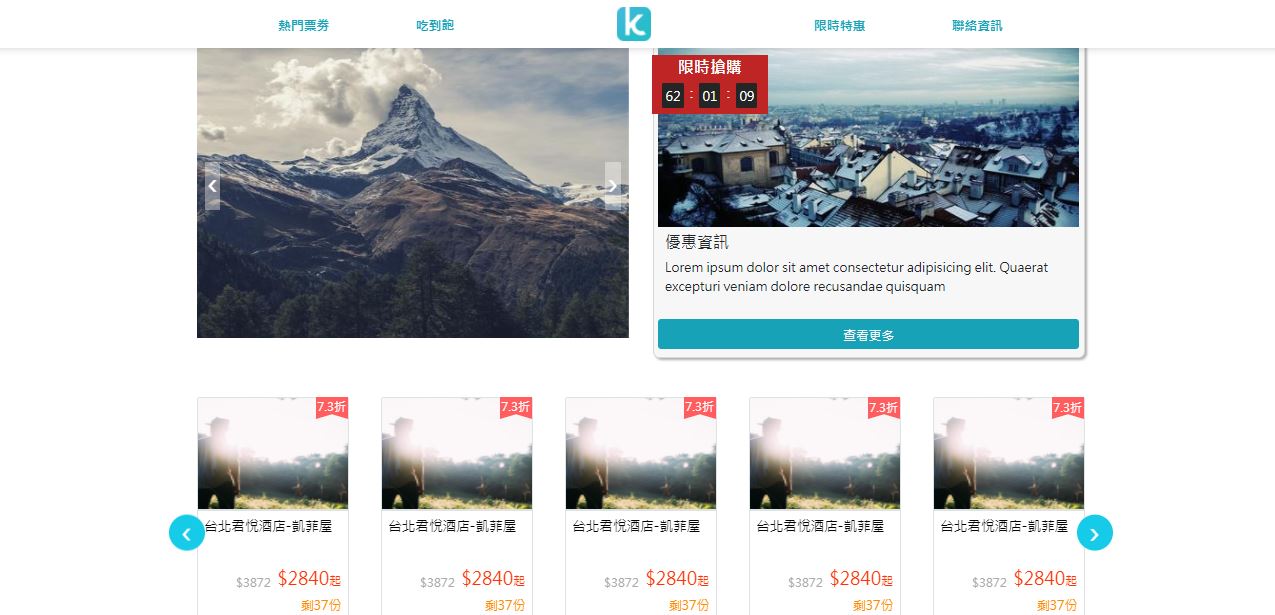 熱門票劵
吃到飽
k
限時特惠
聯絡資訊
限時搶購
62 : 01 : 09
‹
›
優惠資訊
Lorem ipsum dolor sit amet consectetur adipisicing elit. Quaerat
excepturi veniam dolore recusandae quisquam
查看更多
7.3折
台北君悅酒店-凱菲屋
$3872 $2840起
剩37份
7.3折
台北君悅酒店-凱菲屋
$3872 $2840起
剩37份
7.3折
台北君悅酒店-凱菲屋
$3872 $2840起
剩37份
7.3折
台北君悅酒店-凱菲屋
$3872 $2840起
剩37份
7.3折
台北君悅酒店-凱菲屋
$3872 $2840起
剩37份
‹
›